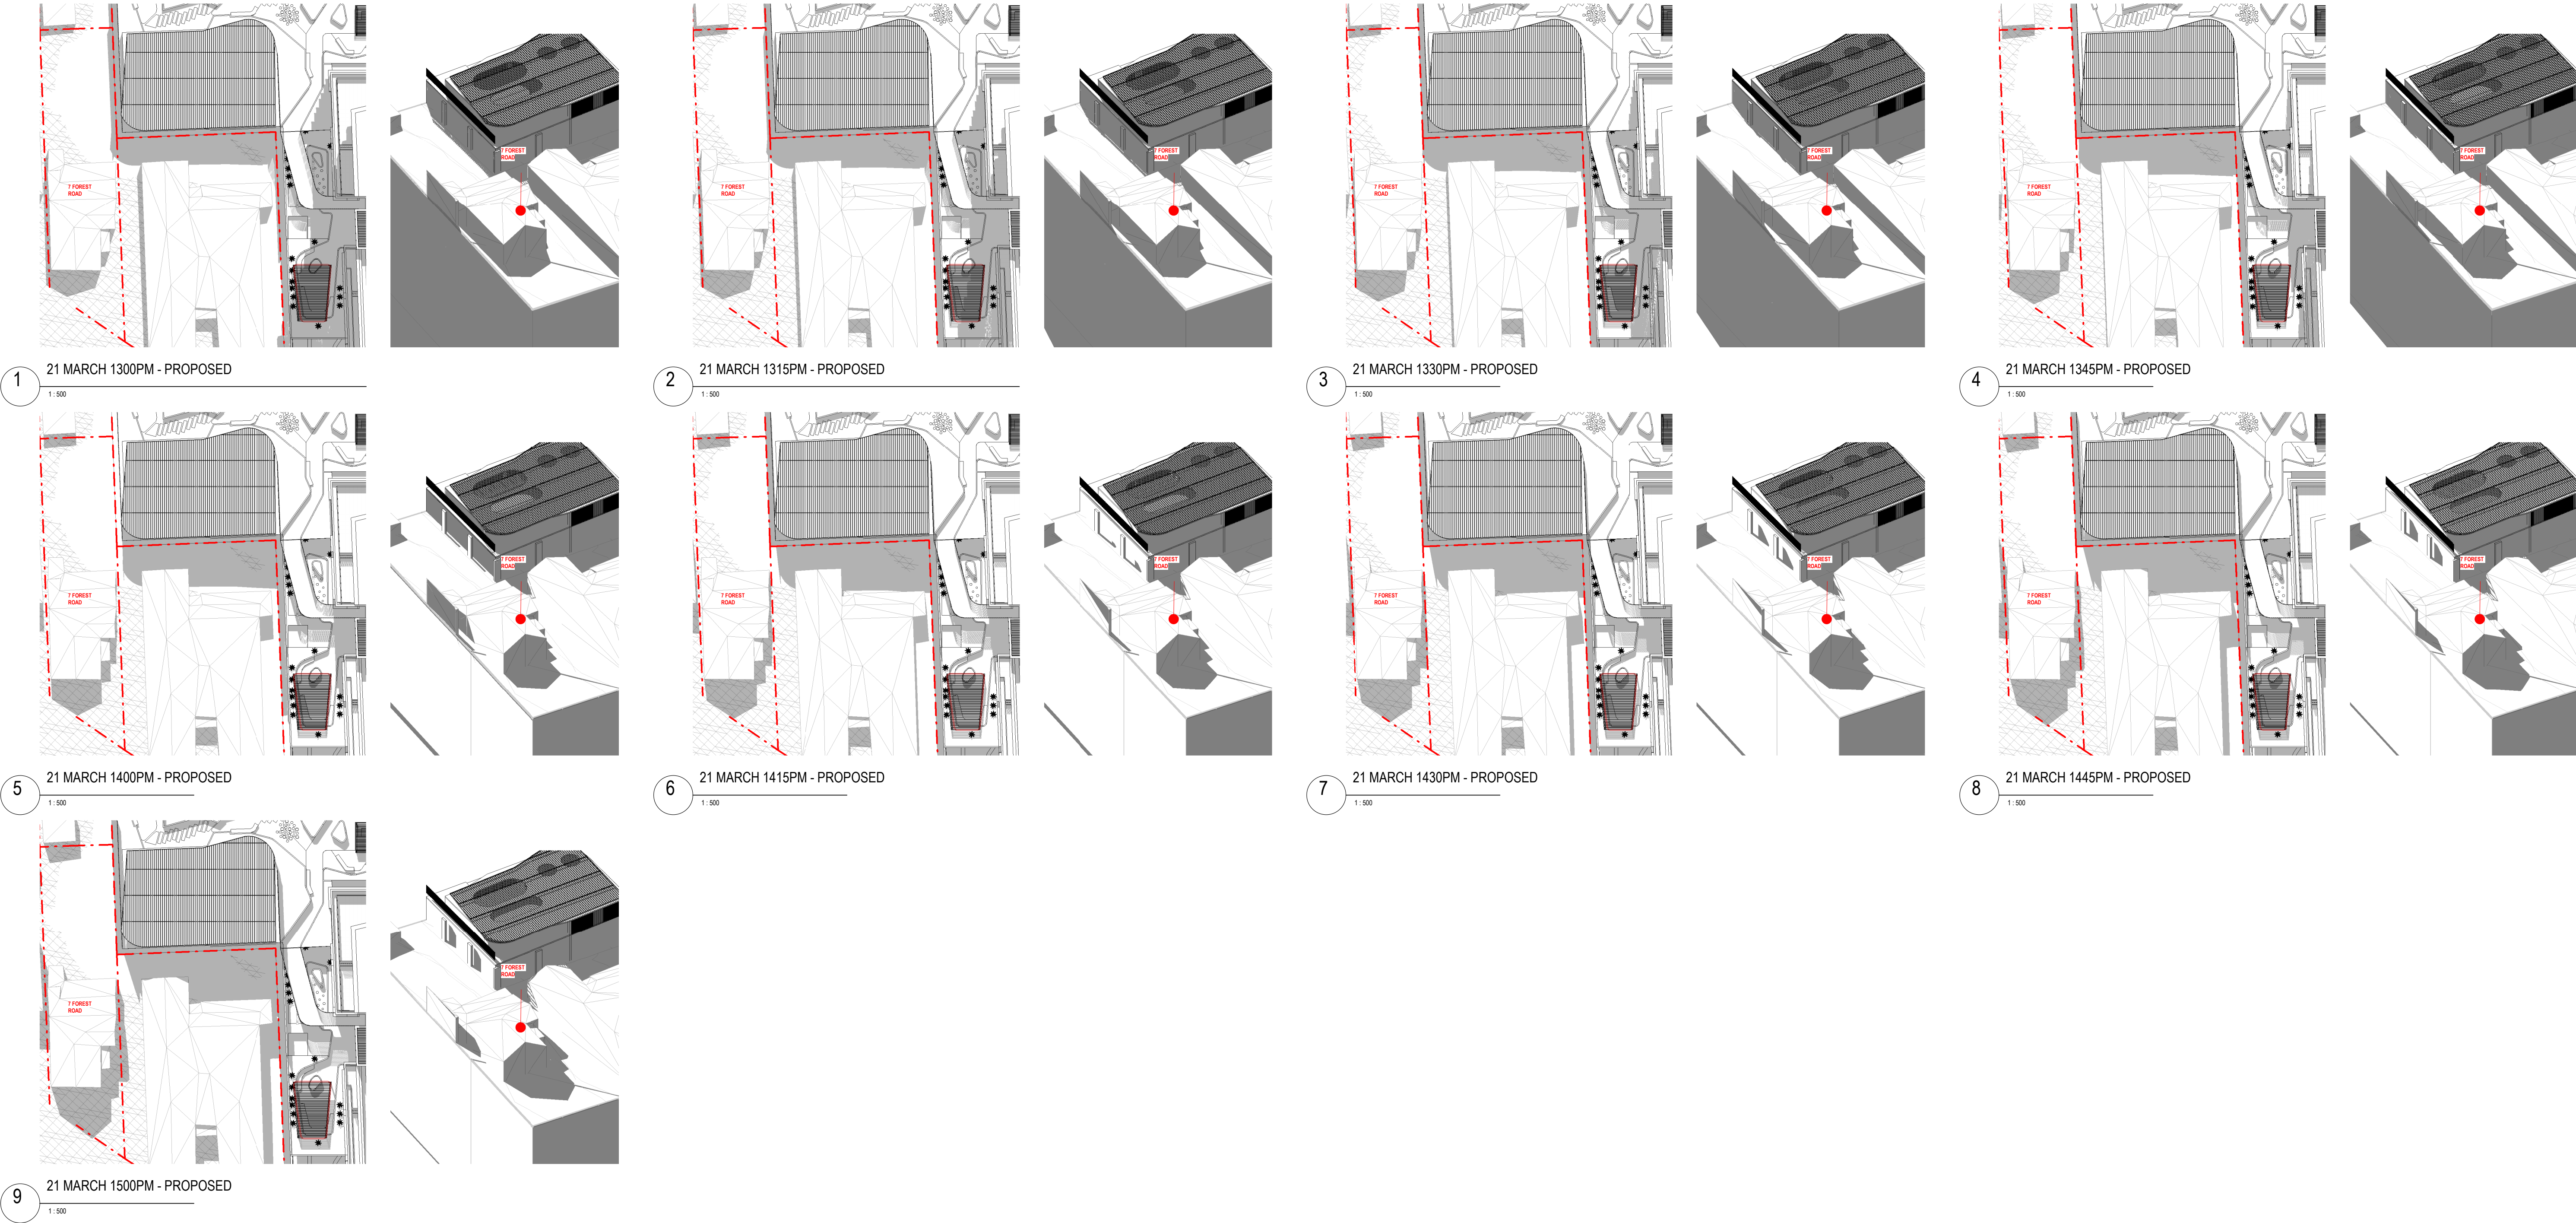 7 FOREST
ROAD
7 FOREST
ROAD
1
21 MARCH 1300PM - PROPOSED
1 : 500
7 FOREST
ROAD
7 FOREST
ROAD
2
21 MARCH 1315PM - PROPOSED
1 : 500
7 FOREST
ROAD
7 FOREST
ROAD
3
21 MARCH 1330PM - PROPOSED
1 : 500
7 FOREST
ROAD
7 FOREST
ROAD
4
21 MARCH 1345PM - PROPOSED
1 : 500
7 FOREST
ROAD
7 FOREST
ROAD
5
21 MARCH 1400PM - PROPOSED
1 : 500
7 FOREST
ROAD
7 FOREST
ROAD
6
21 MARCH 1415PM - PROPOSED
1 : 500
7 FOREST
ROAD
7 FOREST
ROAD
7
21 MARCH 1430PM - PROPOSED
1 : 500
7 FOREST
ROAD
7 FOREST
ROAD
8
21 MARCH 1445PM - PROPOSED
1 : 500
7 FOREST
ROAD
7 FOREST
ROAD
9
21 MARCH 1500PM - PROPOSED
1 : 500